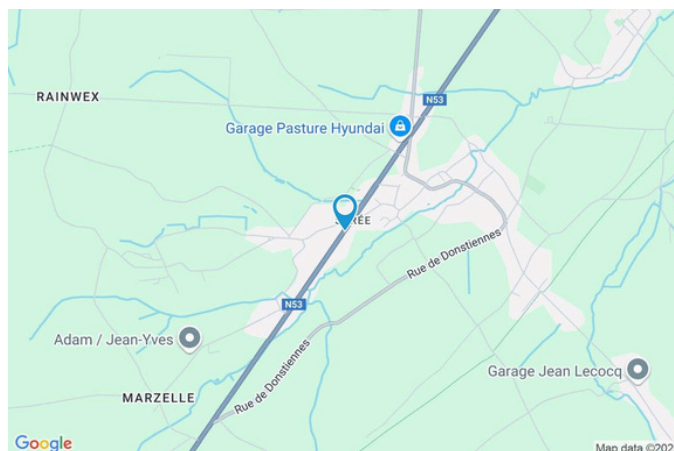 RAINWEX
N53
Garage Pasture Hyundai
Rue de Donstiennes
N53
Adam / Jean-Yves
Garage Jean Lecocq
MARZELLE
Rue de Donstiennes
Google
Map data ©202